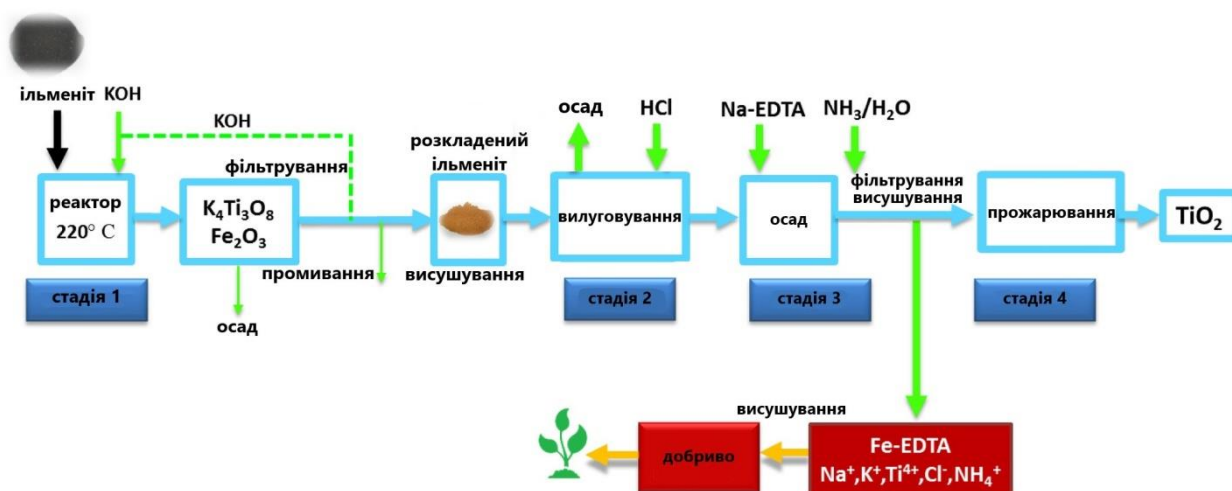 ільменіт
KOH
KOH
фільтрування
реактор
220° C
K₄Ti₃O₈
Fe₂O₃
промивання
осад
розкладений
ільменіт
висушування
осад
HCl
вилуговування
Na-EDTA
NH₃/H₂O
осад
фільтрування
висушування
прожарювання
TiO₂
стадія 1
стадія 2
стадія 3
стадія 4
висушування
добриво
Fe-EDTA
Na⁺,K⁺,Ti⁴⁺,Cl⁻,NH₄⁺